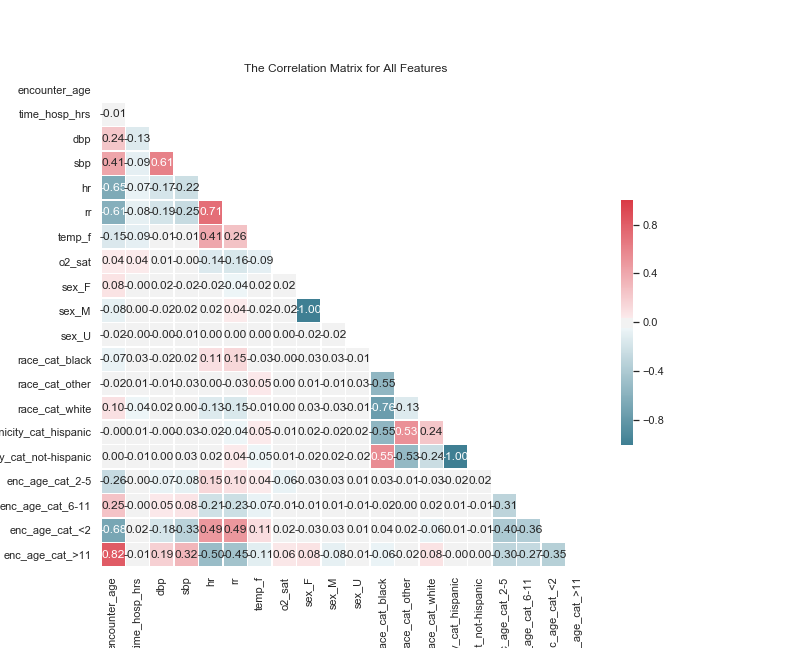 The Correlation Matrix for All Features
encounter_age
time_hosp_hrs -0.01
dbp 0.24 -0.13
sbp 0.41 -0.09 0.61
hr -0.65 -0.07 -0.17 -0.22
rr -0.61 -0.08 -0.19 -0.25 0.71
temp_f -0.15 -0.09 -0.01 -0.01 0.41 0.26
o2_sat 0.04 0.04 0.01 -0.00 -0.14 -0.16 -0.09
sex_F 0.08 -0.00 0.02 -0.02 -0.02 -0.04 0.02 0.02
sex_M -0.08 0.00 -0.02 0.02 0.02 0.04 -0.02 -0.02 -1.00
sex_U -0.02 -0.00 -0.00 -0.01 0.00 0.00 0.00 0.00 -0.02 -0.02
race_cat_black -0.07 0.03 -0.02 0.02 0.11 0.15 -0.03 -0.00 -0.03 0.03 -0.01
race_cat_other -0.02 0.01 -0.01 -0.03 0.00 -0.03 0.05 0.00 0.01 -0.01 0.03 -0.55
race_cat_white 0.10 -0.04 0.02 0.00 -0.13 -0.15 -0.01 0.00 0.03 -0.03 -0.01 -0.76 -0.13
nicity_cat_hispanic -0.00 0.01 -0.00 -0.03 -0.02 -0.04 0.05 -0.01 0.02 -0.02 0.02 -0.55 0.53 0.24
y_cat_not-hispanic 0.00 -0.01 0.00 0.03 0.02 0.04 -0.05 0.01 -0.02 0.02 -0.02 0.55 -0.53 -0.24 -1.00
enc_age_cat_2-5 -0.26 -0.00 -0.07 -0.08 0.15 0.10 0.04 -0.06 -0.03 0.03 0.01 0.03 -0.01 -0.03 -0.02 0.02
enc_age_cat_6-11 0.25 -0.00 0.05 0.08 -0.21 -0.23 -0.07 -0.01 -0.01 0.01 -0.01 -0.02 0.00 0.02 0.01 -0.01 -0.31
enc_age_cat_<2 -0.68 0.02 -0.18 -0.33 0.49 0.49 0.11 0.02 -0.03 0.03 0.01 0.04 0.02 -0.06 0.01 -0.01 -0.40 -0.36
enc_age_cat_>11 0.82 -0.01 0.19 0.32 -0.50 -0.45 -0.11 0.06 0.08 -0.08 -0.01 -0.06 -0.02 0.08 -0.00 0.00 -0.30 -0.27 -0.35
encounter_age
time_hosp_hrs
dbp
sbp
hr
rr
temp_f
o2_sat
sex_F
sex_M
sex_U
ace_cat_black
ace_cat_other
ace_cat_white
y_cat_hispanic
t_not-hispanic
c_age_cat_2-5
_age_cat_6-11
c_age_cat_<2
_age_cat_>11
0.8
0.4
0.0
−0.4
−0.8